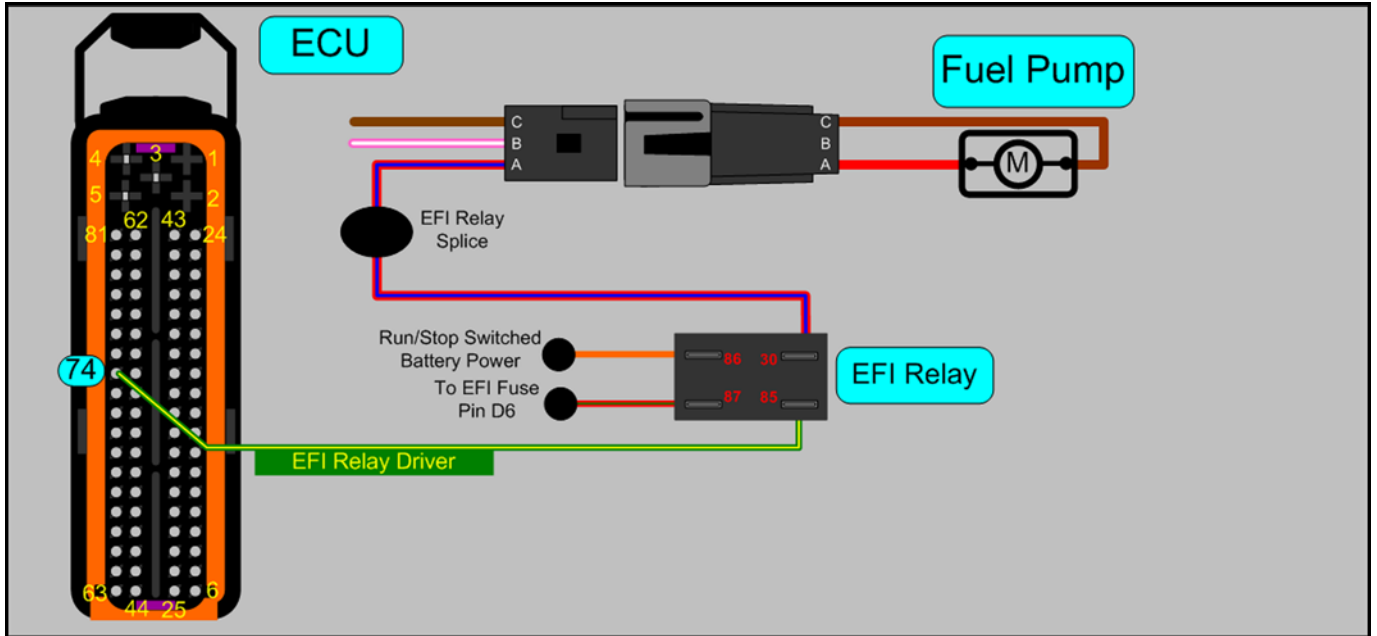 ECU
Fuel Pump
C
B
A
C
B
A
M
4
3
1
5
2
62
43
81
24
EFI Relay
Splice
Run/Stop Switched
Battery Power
To EFI Fuse
Pin D6
86
30
87
85
EFI Relay
74
EFI Relay Driver
63
44
25
6